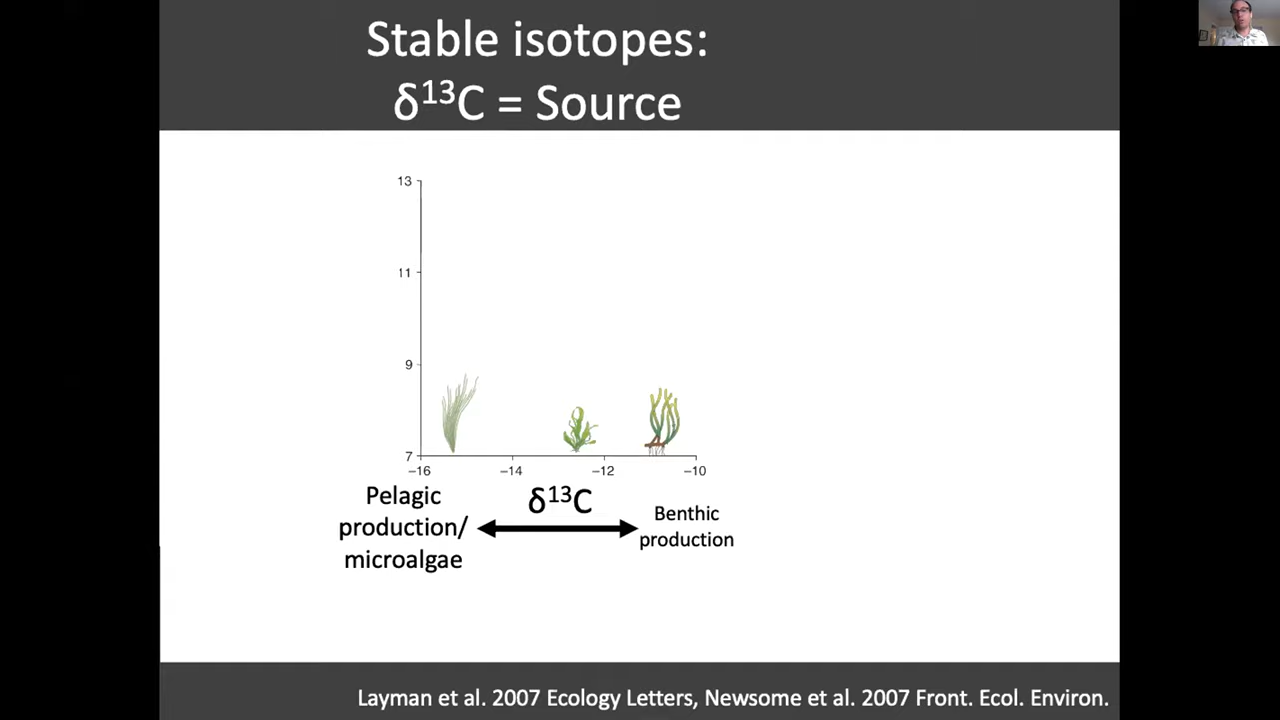 Stable isotopes:
δ¹³C = Source
13
11
9
7
−16
−14
−12
−10
δ¹³C
Pelagic
production/
microalgae
Benthic
production
Layman et al. 2007 Ecology Letters, Newsome et al. 2007 Front. Ecol. Environ.